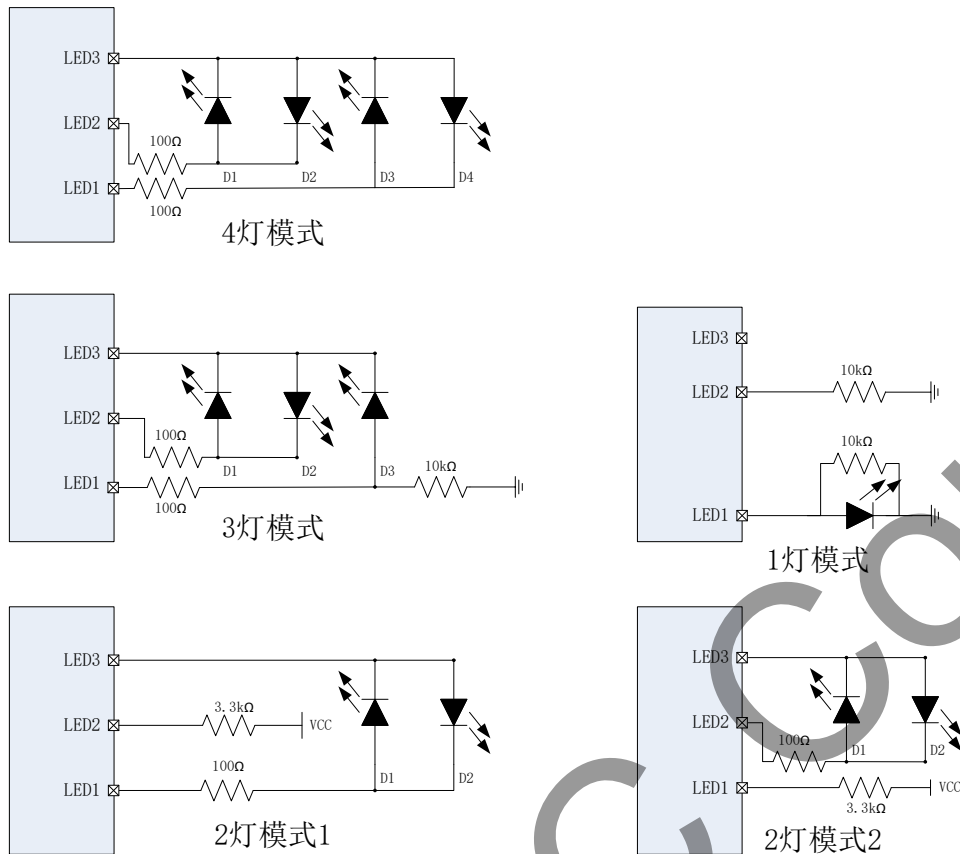 LED3
LED2
LED1
100Ω
100Ω
D1
D2
D3
D4
4灯模式
LED3
LED2
LED1
100Ω
100Ω
D1
D2
D3
10kΩ
3灯模式
LED3
LED2
LED1
10kΩ
10kΩ
1灯模式
LED3
LED2
LED1
3.3kΩ
VCC
100Ω
D1
D2
2灯模式1
LED3
LED2
LED1
100Ω
D1
D2
3.3kΩ
VCC
2灯模式2